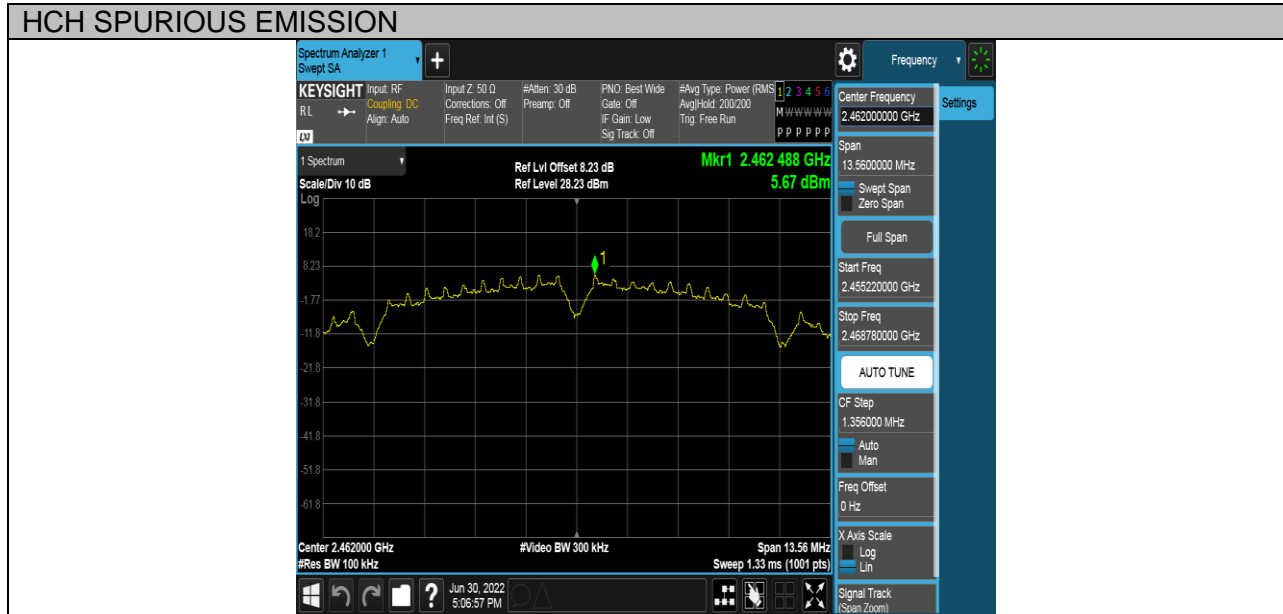 HCH SPURIOUS EMISSION
Spectrum Analyzer 1
Swept SA
+
Frequency
KEYSIGHT
RL
LXI
Input: RF
Coupling: DC
Align: Auto
Input Z: 50 Ω
Corrections: Off
Freq Ref: Int (S)
#Atten: 30 dB
Preamp: Off
PNO: Best Wide
Gate: Off
IF Gain: Low
Sig Track: Off
#Avg Type: Power (RMS
Avg|Hold: 200/200
Trig: Free Run
1 2 3 4 5 6
M W W W W W
P P P P P P
1 Spectrum
Scale/Div 10 dB
Ref Lvl Offset 8.23 dB
Ref Level 28.23 dBm
Mkr1 2.462 488 GHz
5.67 dBm
Log
18.2
8.23
-1.77
-11.8
-21.8
-31.8
-41.8
-51.8
-61.8
1
Center 2.462000 GHz
#Res BW 100 kHz
#Video BW 300 kHz
Span 13.56 MHz
Sweep 1.33 ms (1001 pts)
?
Jun 30, 2022
5:06:57 PM
Center Frequency
2.462000000 GHz
Settings
Span
13.5600000 MHz
Swept Span
Zero Span
Full Span
Start Freq
2.455220000 GHz
Stop Freq
2.468780000 GHz
AUTO TUNE
CF Step
1.356000 MHz
Auto
Man
Freq Offset
0 Hz
X Axis Scale
Log
Lin
Signal Track
(Span Zoom)